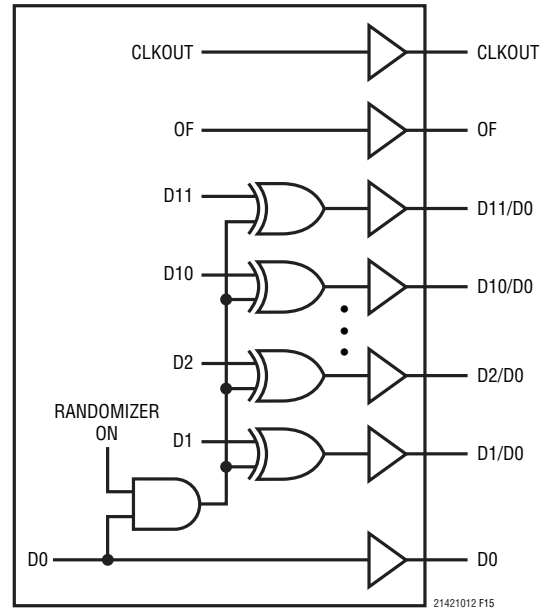 CLKOUT CLKOUT
OF OF
D11 D11/D0
D10 D10/D0
D2 D2/D0
RANDOMIZER
ON
D1 D1/D0
D0 D0
21421012 F15